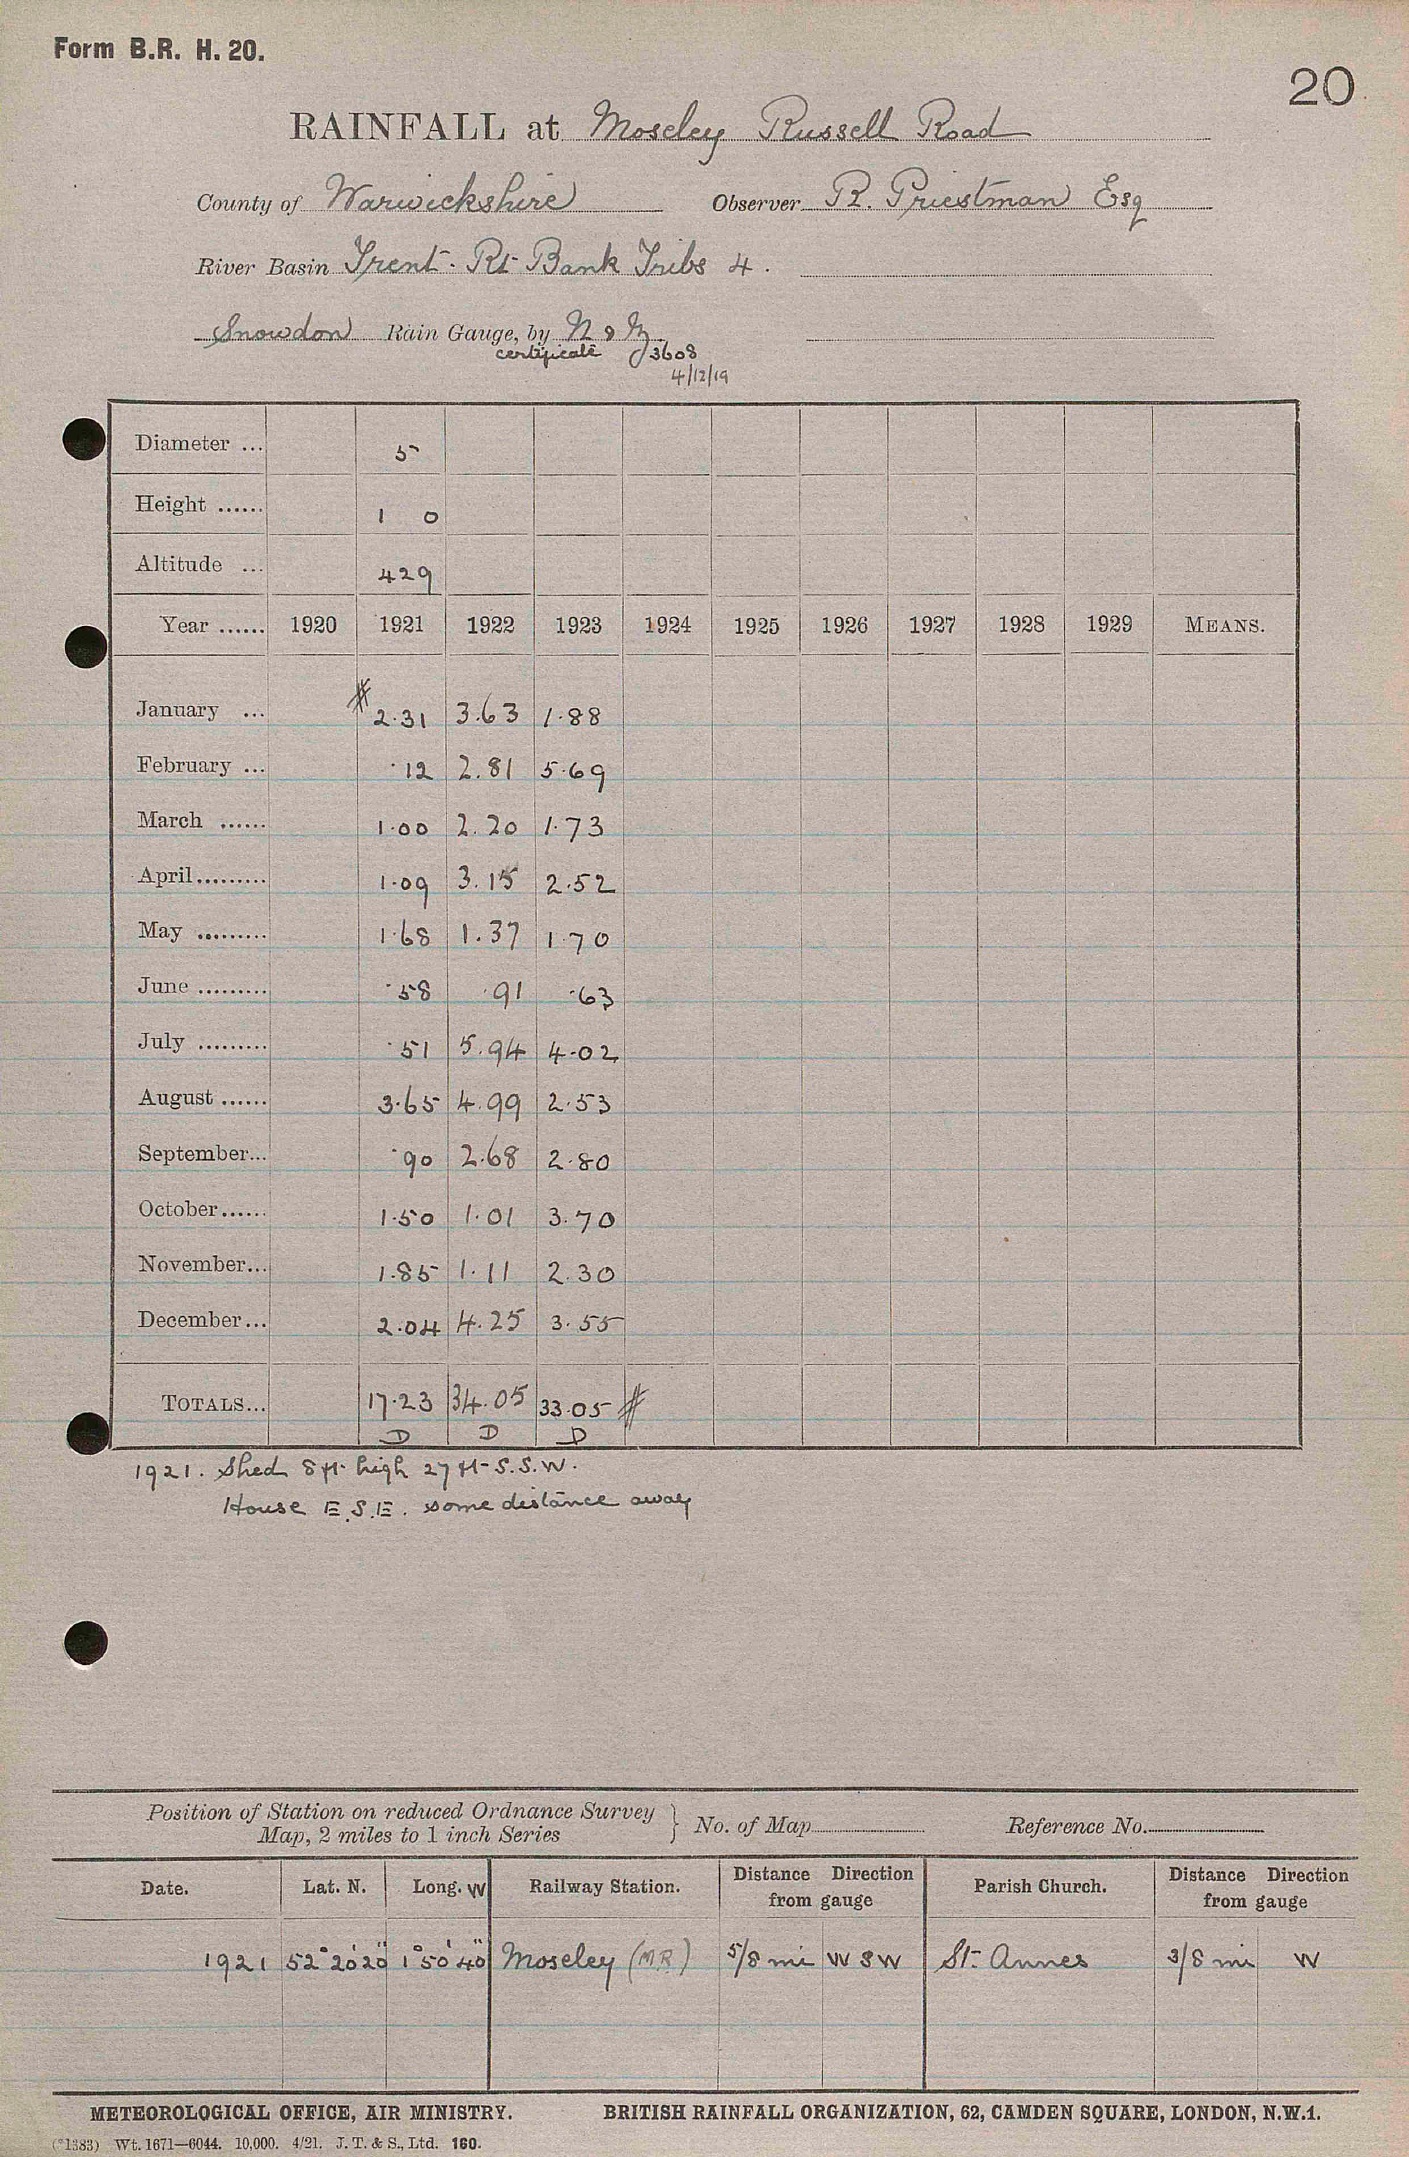 Form B.R. H. 20.
20
RAINFALL at Moseley Russell Road
County of Warwickshire Observer R. Priestman Esq
River Basin Trent. Rt Bank Tribs 4.
Snowdon Rain Gauge, by N & Z
certificate 3608
4/12/19
Diameter ... 5
Height ...... 1 0
Altitude ... 429
Year ...... 1920 1921 1922 1923 1924 1925 1926 1927 1928 1929 MEANS.
January ... # 2.31 3.63 1.88
February ... .12 2.81 5.69
March ...... 1.00 2.20 1.73
April......... 1.09 3.15 2.52
May ......... 1.68 1.37 1.70
June ......... .58 .91 .63
July ......... .51 5.94 4.02
August ...... 3.65 4.99 2.53
September... .90 2.68 2.80
October...... 1.50 1.01 3.70
November... 1.85 1.11 2.30
December... 2.04 4.25 3.55
TOTALS... 17.23 34.05 33.05 #
D D D
1921. Shed 8 ft high 27 ft S.S.W.
House E.S.E. some distance away
Position of Station on reduced Ordnance Survey
Map, 2 miles to 1 inch Series } No. of Map Reference No.
Date. Lat. N. Long. W Railway Station. Distance Direction from gauge Parish Church. Distance Direction from gauge
1921 52° 20' 20" 1° 50' 40" Moseley (M.R.) 5/8 mi W S W St. Annes 3/8 mi W
METEOROLOGICAL OFFICE, AIR MINISTRY. BRITISH RAINFALL ORGANIZATION, 62, CAMDEN SQUARE, LONDON, N.W.1.
(*1383) Wt. 1671—6044. 10,000. 4/21. J. T. & S., Ltd. 160.